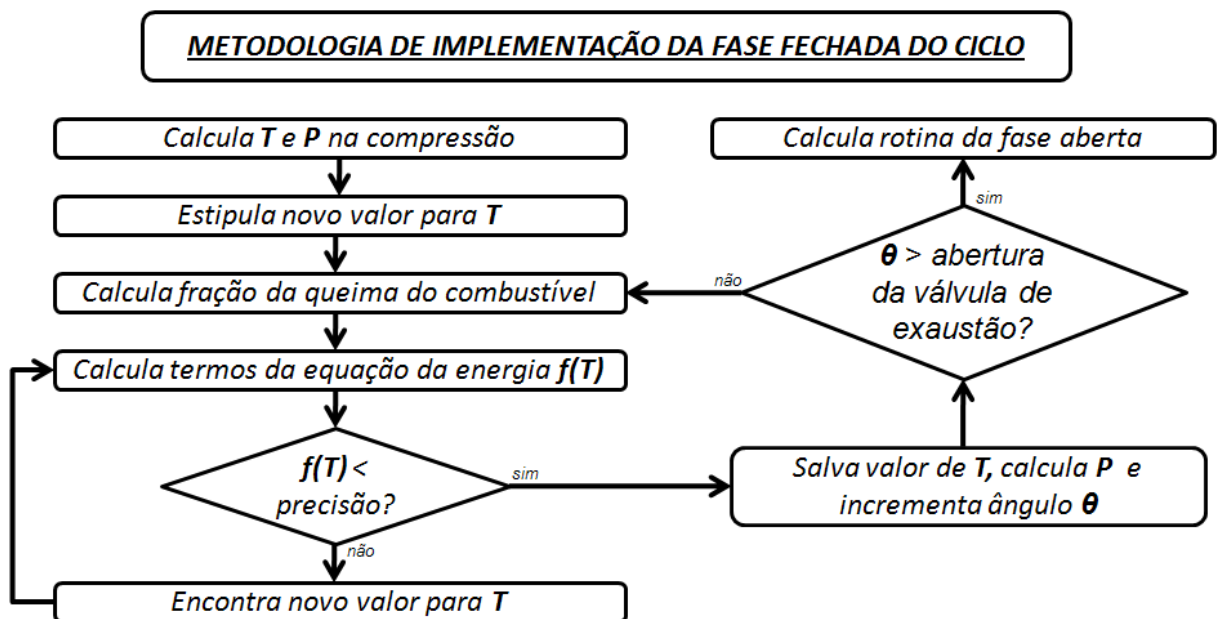 METODOLOGIA DE IMPLEMENTAÇÃO DA FASE FECHADA DO CICLO
Calcula T e P na compressão
Estipula novo valor para T
Calcula fração da queima do combustível
Calcula termos da equação da energia f(T)
f(T) <
precisão?
sim
não
Encontra novo valor para T
Salva valor de T, calcula P e
incrementa ângulo θ
θ > abertura
da válvula de
exaustão?
não
sim
Calcula rotina da fase aberta